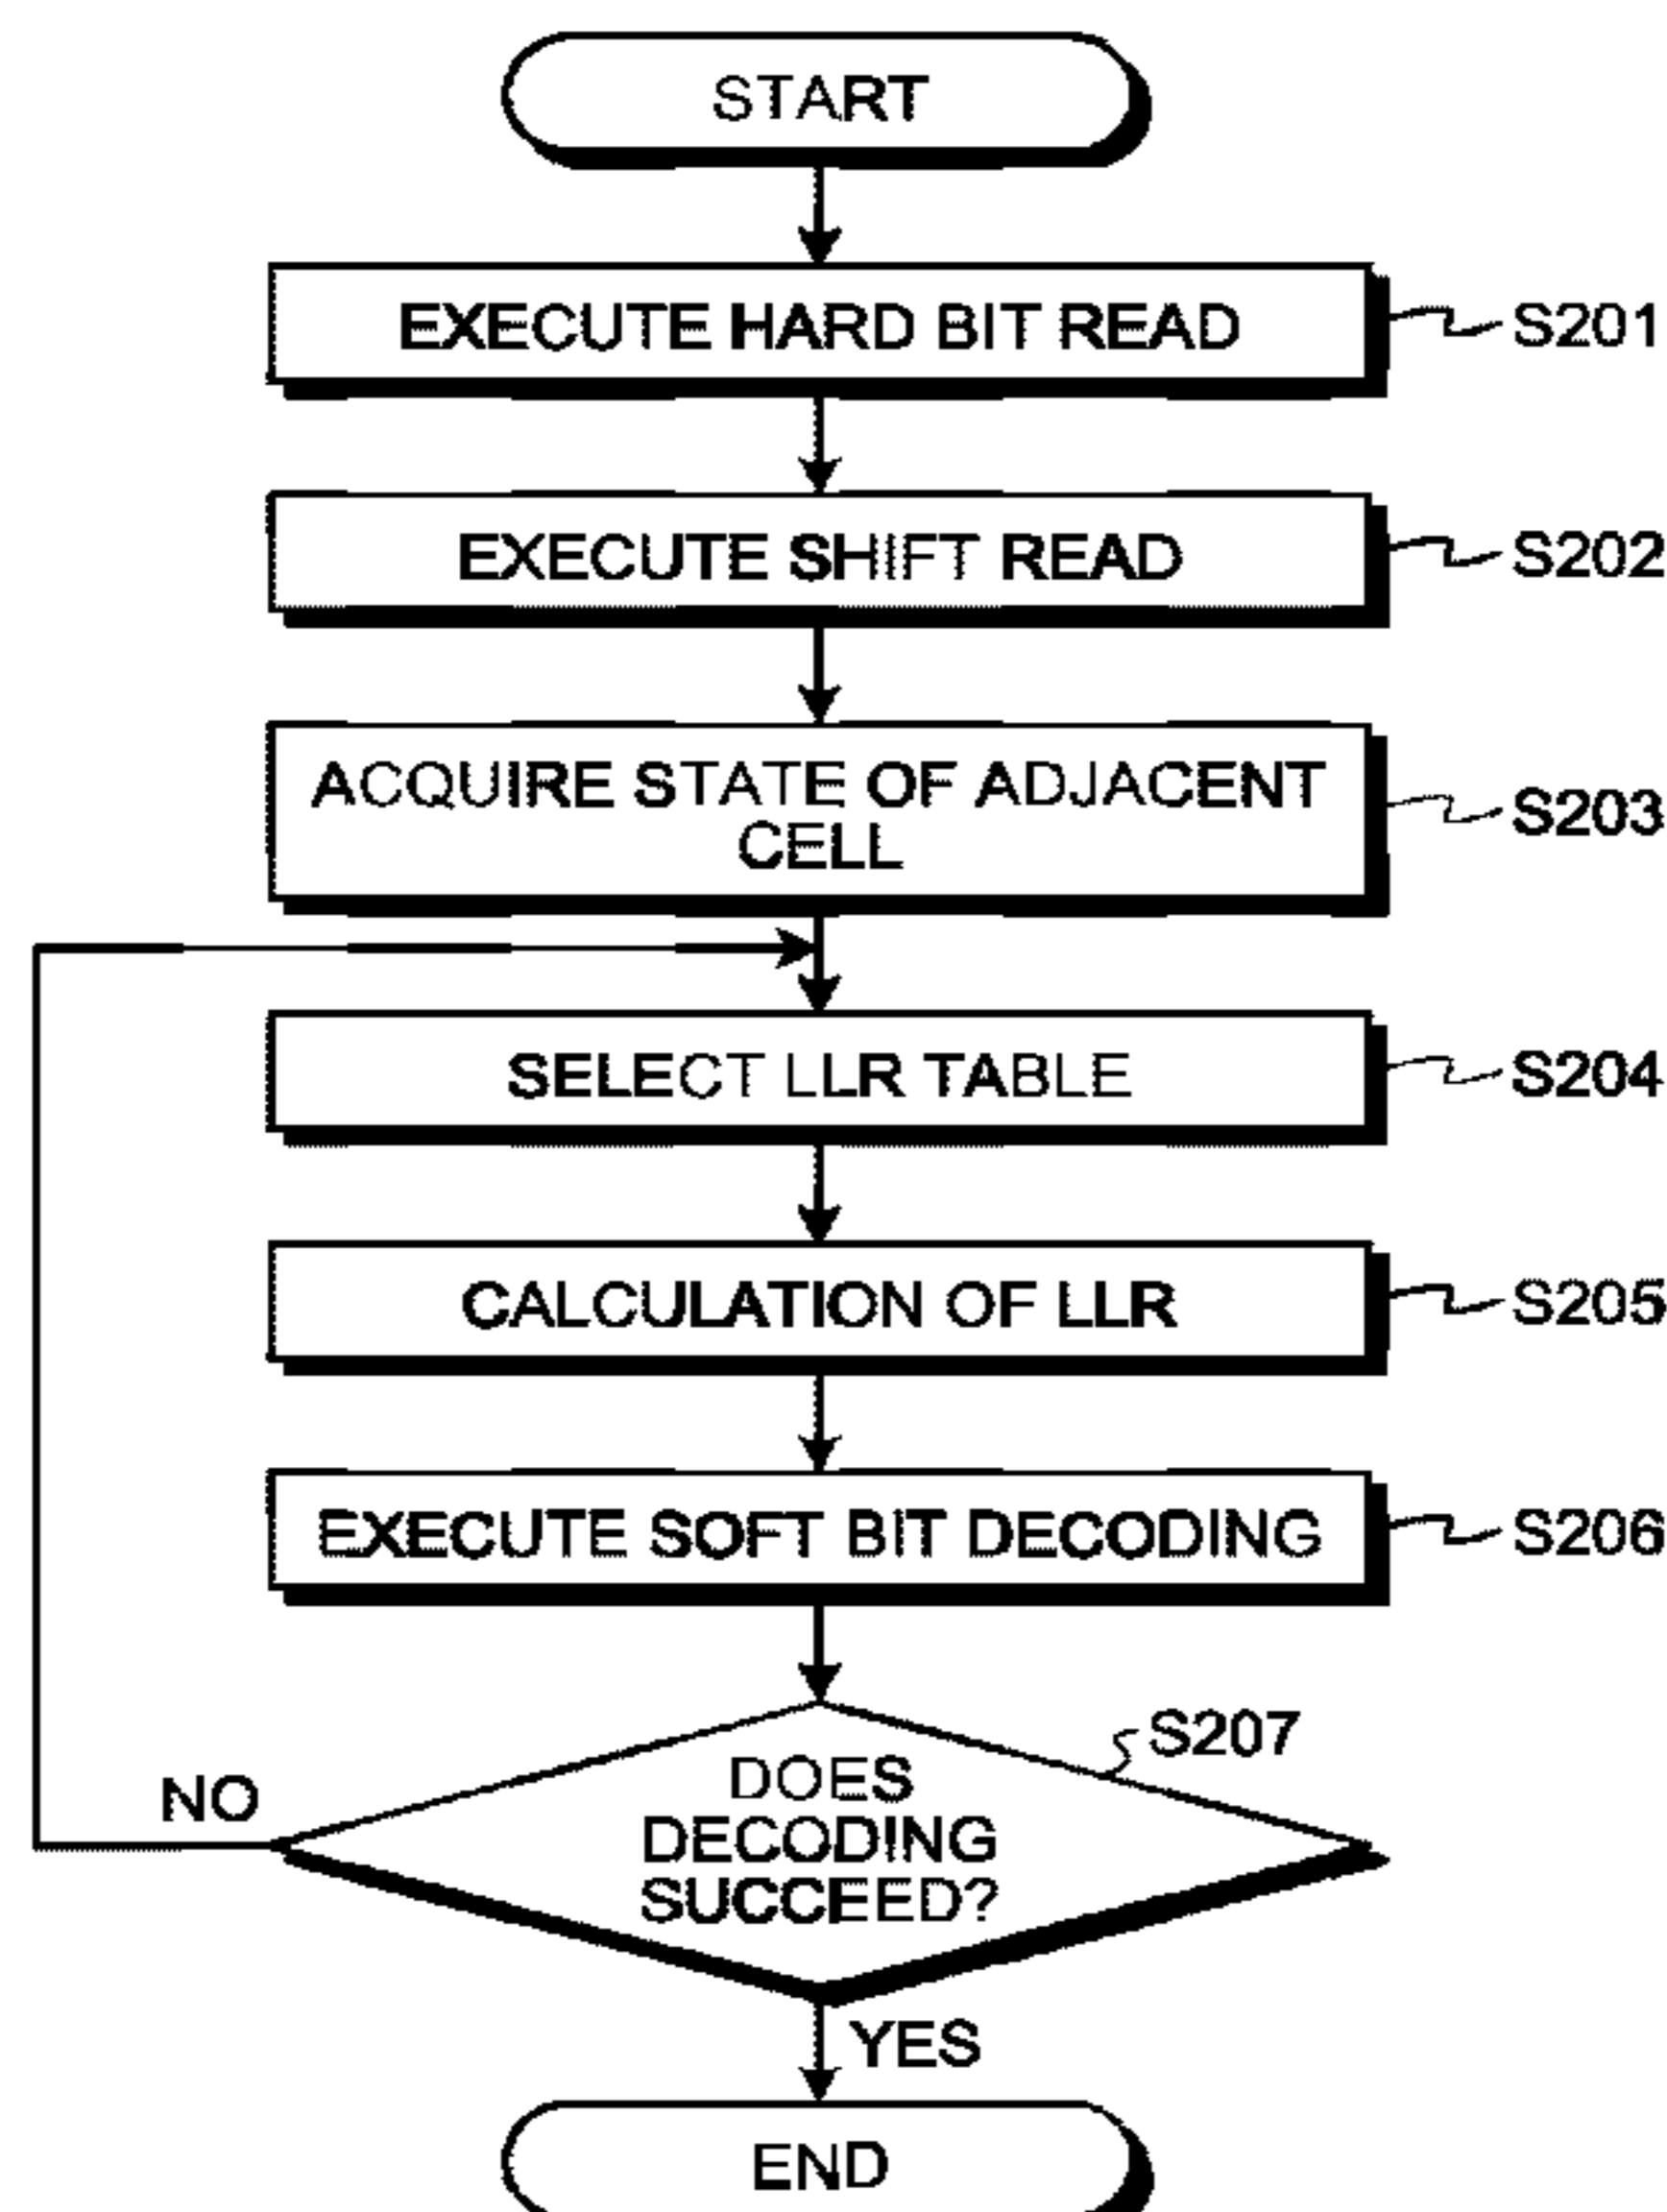 START
EXECUTE HARD BIT READ
S201
EXECUTE SHIFT READ
S202
ACQUIRE STATE OF ADJACENT
CELL
S203
SELECT LLR TABLE
S204
CALCULATION OF LLR
S205
EXECUTE SOFT BIT DECODING
S206
S207
DOES
DECODING
SUCCEED?
NO
YES
END